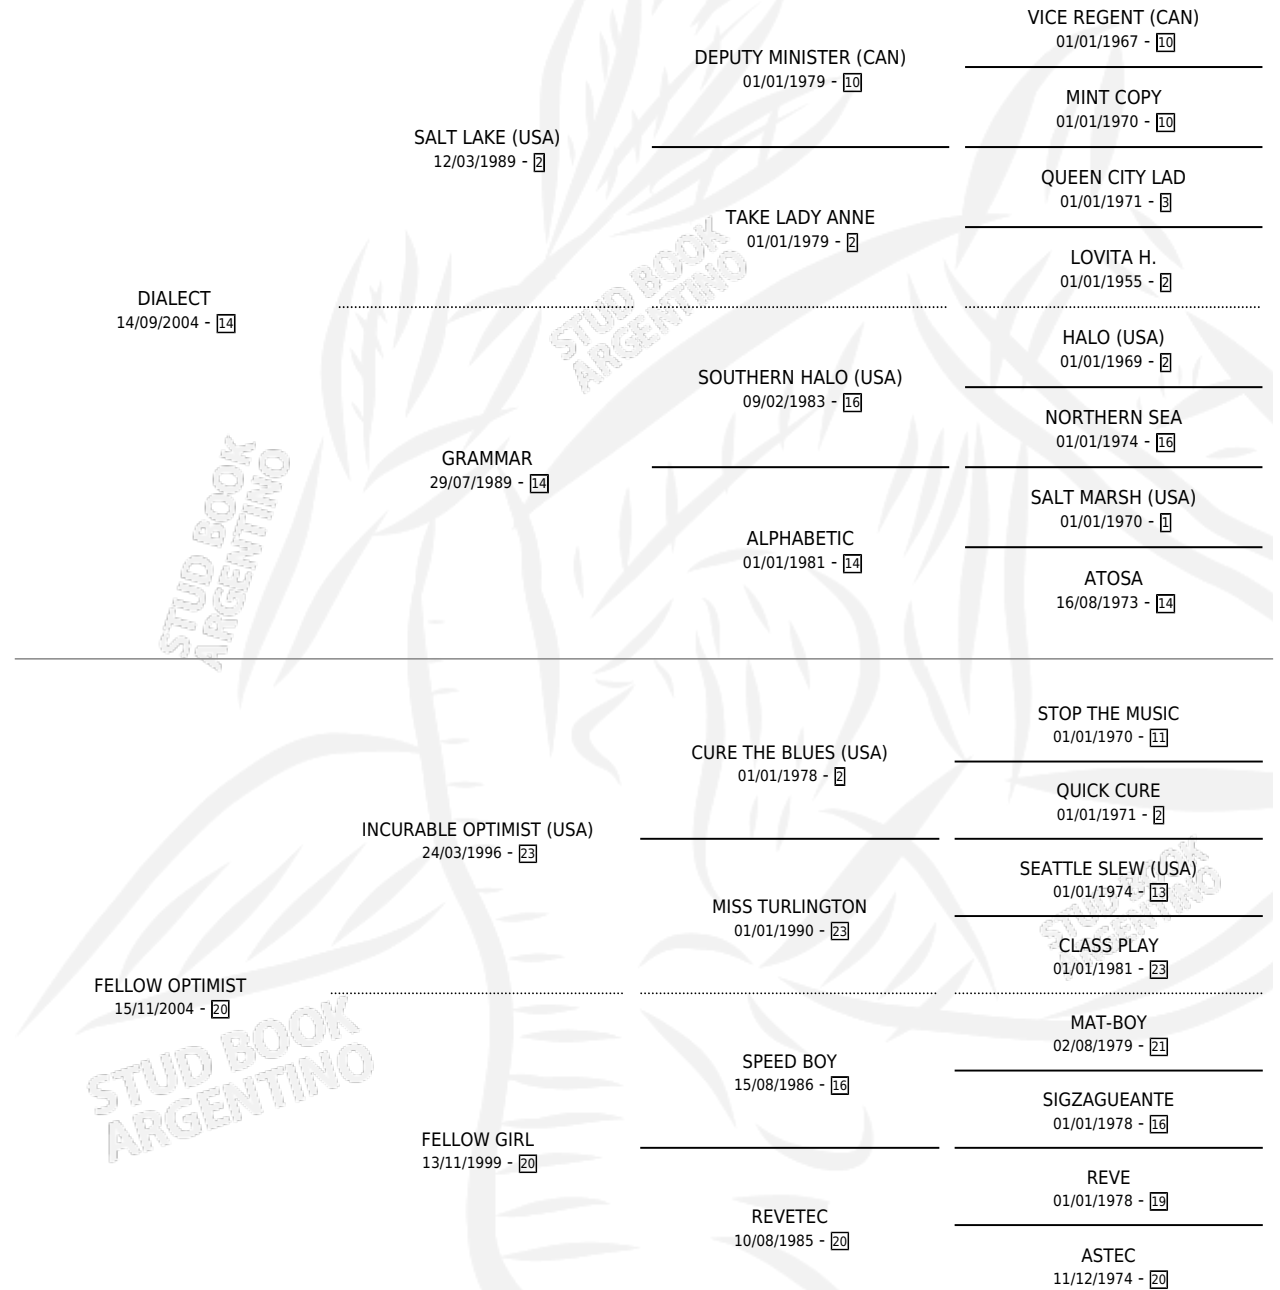 VICE REGENT (CAN)
01/01/1967 - 10
DEPUTY MINISTER (CAN)
01/01/1979 - 10
MINT COPY
01/01/1970 - 10
SALT LAKE (USA)
12/03/1989 - 2
QUEEN CITY LAD
01/01/1971 - 3
TAKE LADY ANNE
01/01/1979 - 2
LOVITA H.
01/01/1955 - 2
DIALECT
14/09/2004 - 14
HALO (USA)
01/01/1969 - 2
SOUTHERN HALO (USA)
09/02/1983 - 16
NORTHERN SEA
01/01/1974 - 16
GRAMMAR
29/07/1989 - 14
SALT MARSH (USA)
01/01/1970 - 1
ALPHABETIC
01/01/1981 - 14
ATOSA
16/08/1973 - 14
STUD BOOK
ARGENTINO
STUD BOOK
ARGENTINO
STOP THE MUSIC
01/01/1970 - 11
CURE THE BLUES (USA)
01/01/1978 - 2
QUICK CURE
01/01/1971 - 2
INCURABLE OPTIMIST (USA)
24/03/1996 - 23
SEATTLE SLEW (USA)
01/01/1974 - 13
MISS TURLINGTON
01/01/1990 - 23
CLASS PLAY
01/01/1981 - 23
FELLOW OPTIMIST
15/11/2004 - 20
MAT-BOY
02/08/1979 - 21
SPEED BOY
15/08/1986 - 16
SIGZAGUEANTE
01/01/1978 - 16
FELLOW GIRL
13/11/1999 - 20
REVE
01/01/1978 - 19
REVETEC
10/08/1985 - 20
ASTEC
11/12/1974 - 20
STUD BOOK
ARGENTINO
STUD BOOK
ARGENTINO